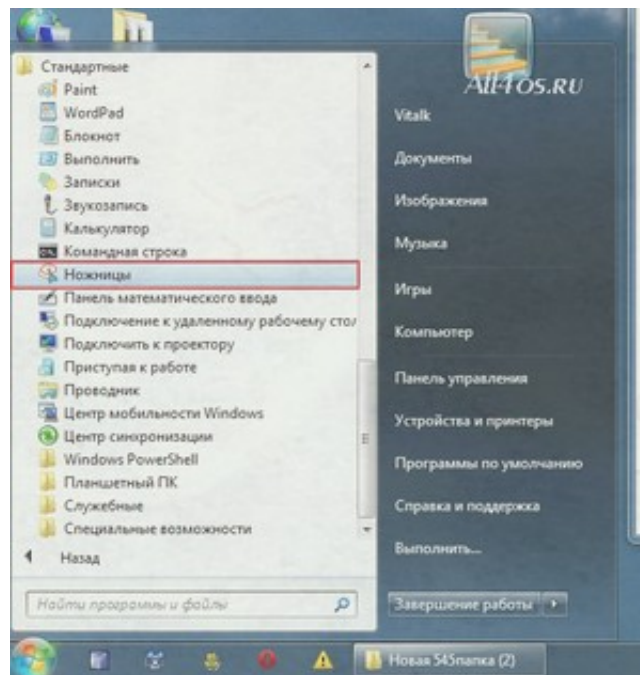 Стандартные
Paint
WordPad
Блокнот
Выполнить
Записки
Звукозапись
Калькулятор
Командная строка
Ножницы
Панель математического ввода
Подключение к удаленному рабочему стол
Подключить к проектору
Приступая к работе
Проводник
Центр мобильности Windows
Центр синхронизации
Windows PowerShell
Планшетный ПК
Служебные
Специальные возможности
Назад
Найти программы и файлы
All4os.ru
Vitalk
Документы
Изображения
Музыка
Игры
Компьютер
Панель управления
Устройства и принтеры
Программы по умолчанию
Справка и поддержка
Выполнить...
Завершение работы
Новая 545папка (2)